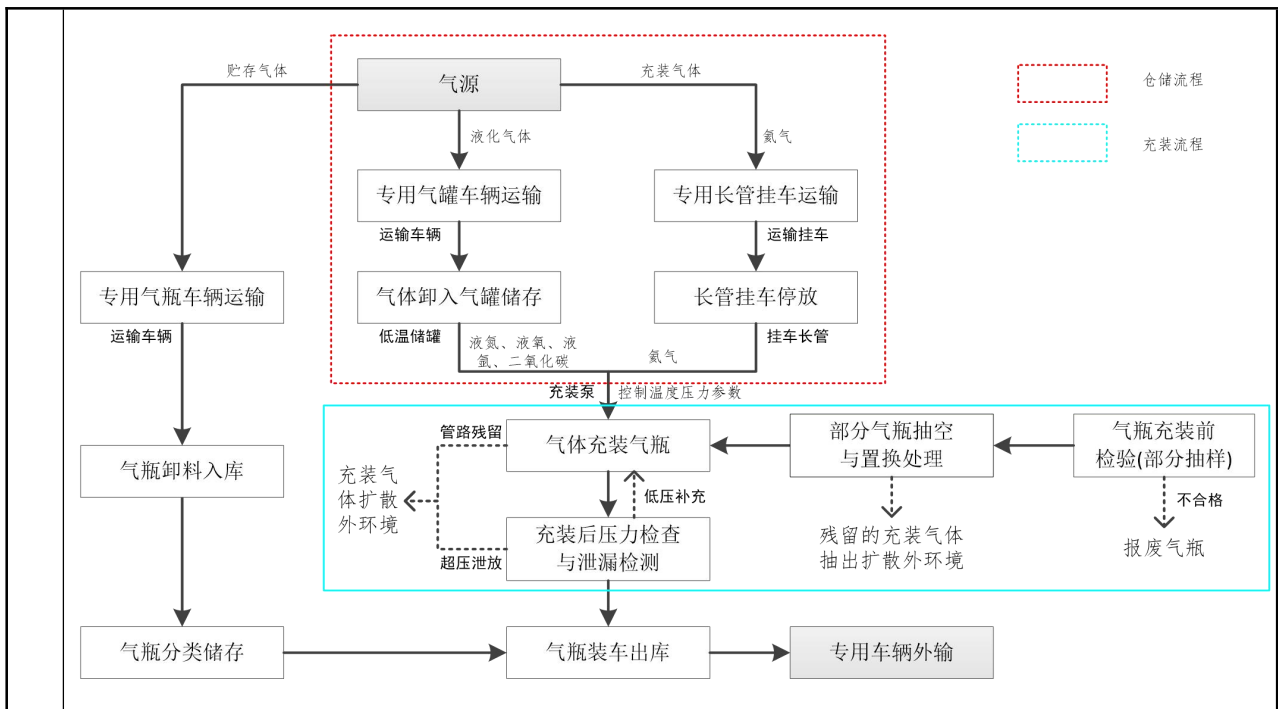 贮存气体
气源
充装气体
仓储流程
液化气体
氦气
充装流程
专用气罐车辆运输
专用长管挂车运输
运输车辆
运输挂车
专用气瓶车辆运输
气体卸入气罐储存
长管挂车停放
运输车辆
低温储罐
液氮、液氧、液
氩、二氧化碳
氦气
挂车长管
充装泵
控制温度压力参数
管路残留
气体充装气瓶
部分气瓶抽空
与置换处理
气瓶充装前
检验(部分抽样)
气瓶卸料入库
充装气
体扩散
外环境
低压补充
不合格
超压泄放
充装后压力检查
与泄漏检测
残留的充装气体
抽出扩散外环境
报废气瓶
气瓶分类储存
气瓶装车出库
专用车辆外输